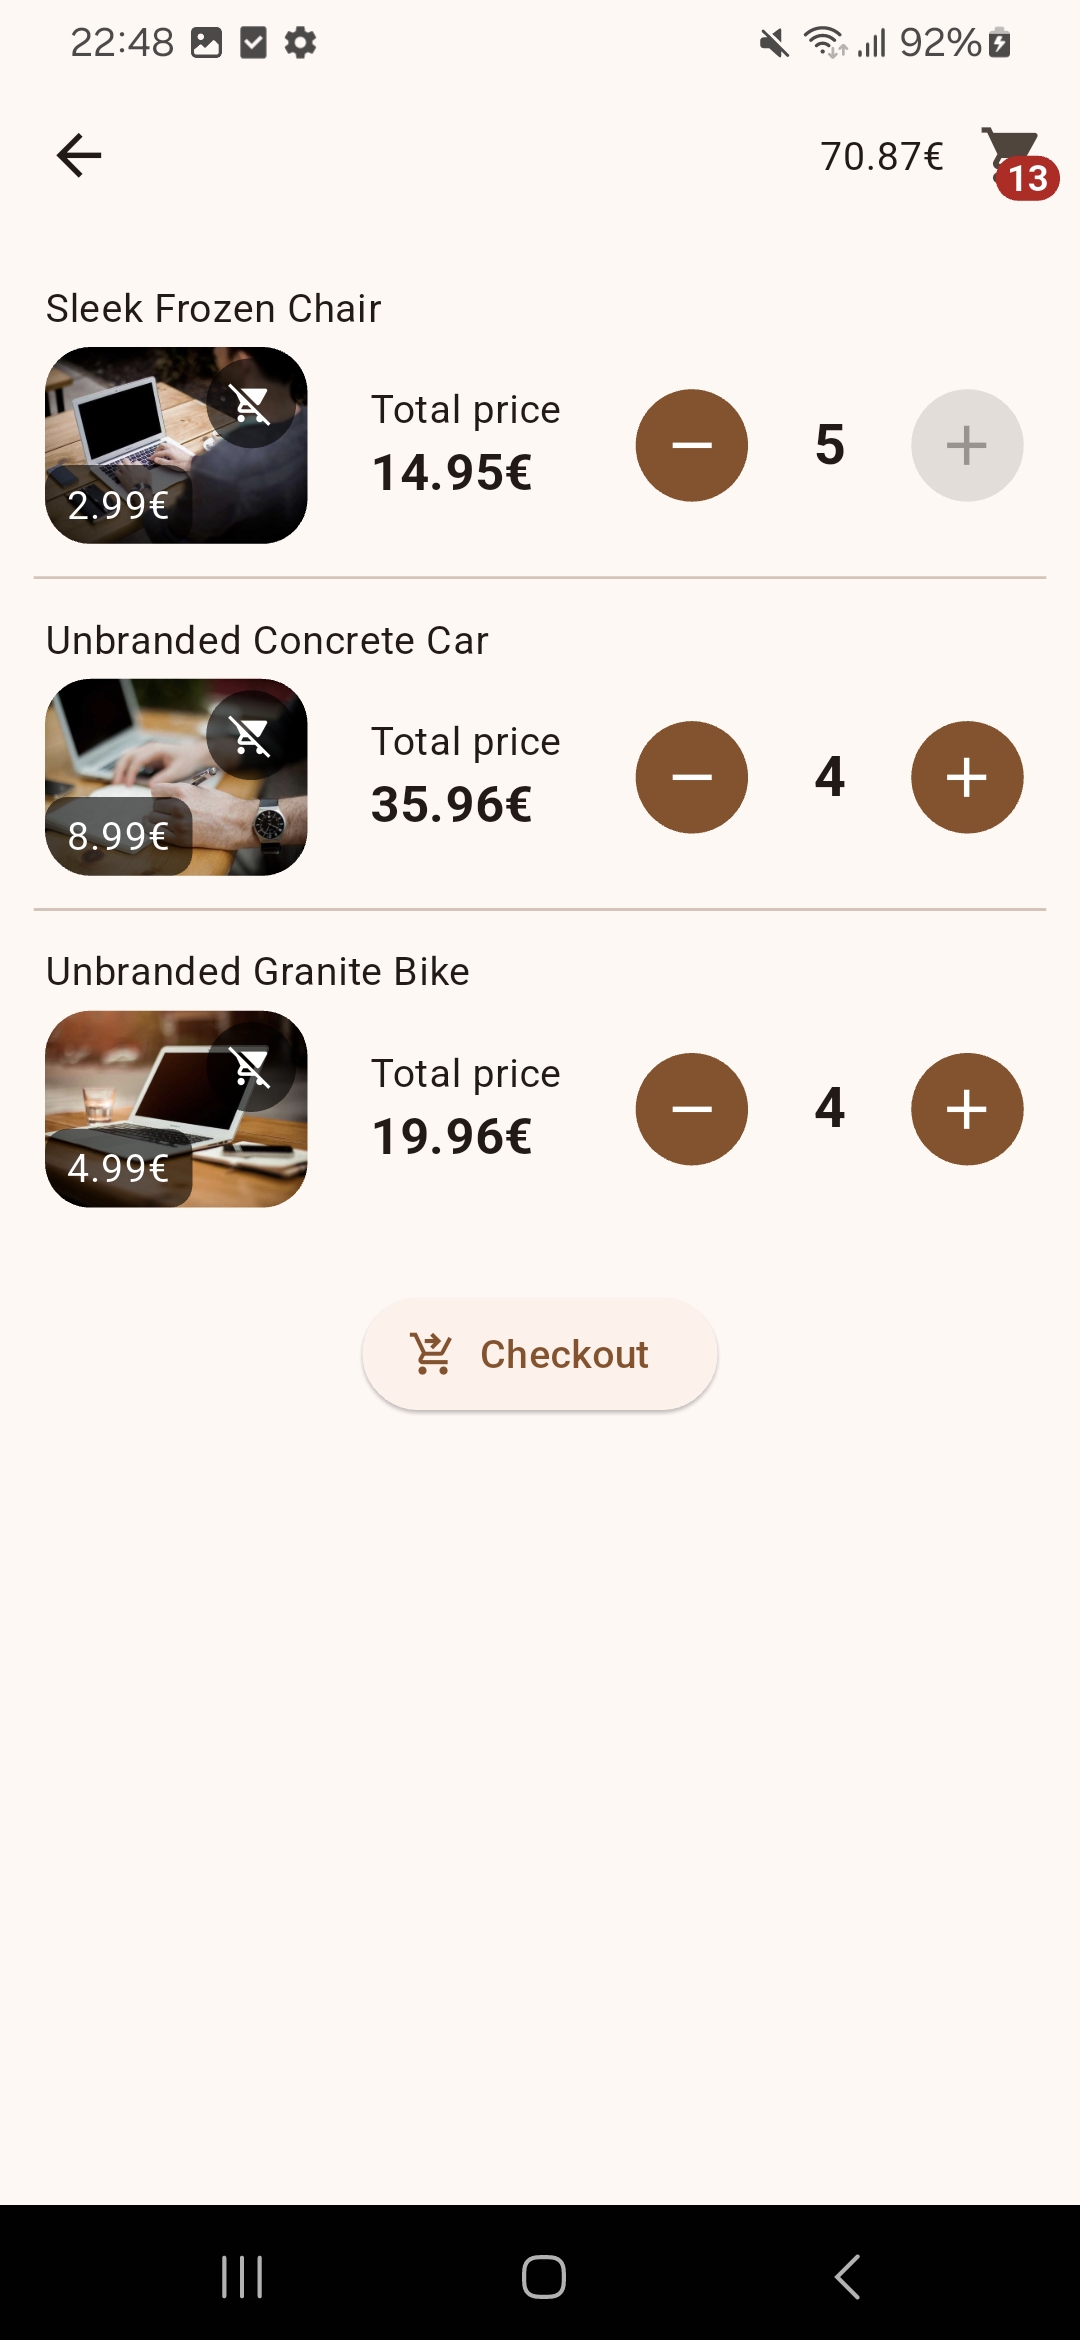 22:48 92%
70.87€ 13
Sleek Frozen Chair
2.99€
Total price
14.95€
5
Unbranded Concrete Car
8.99€
Total price
35.96€
4
Unbranded Granite Bike
4.99€
Total price
19.96€
4
Checkout